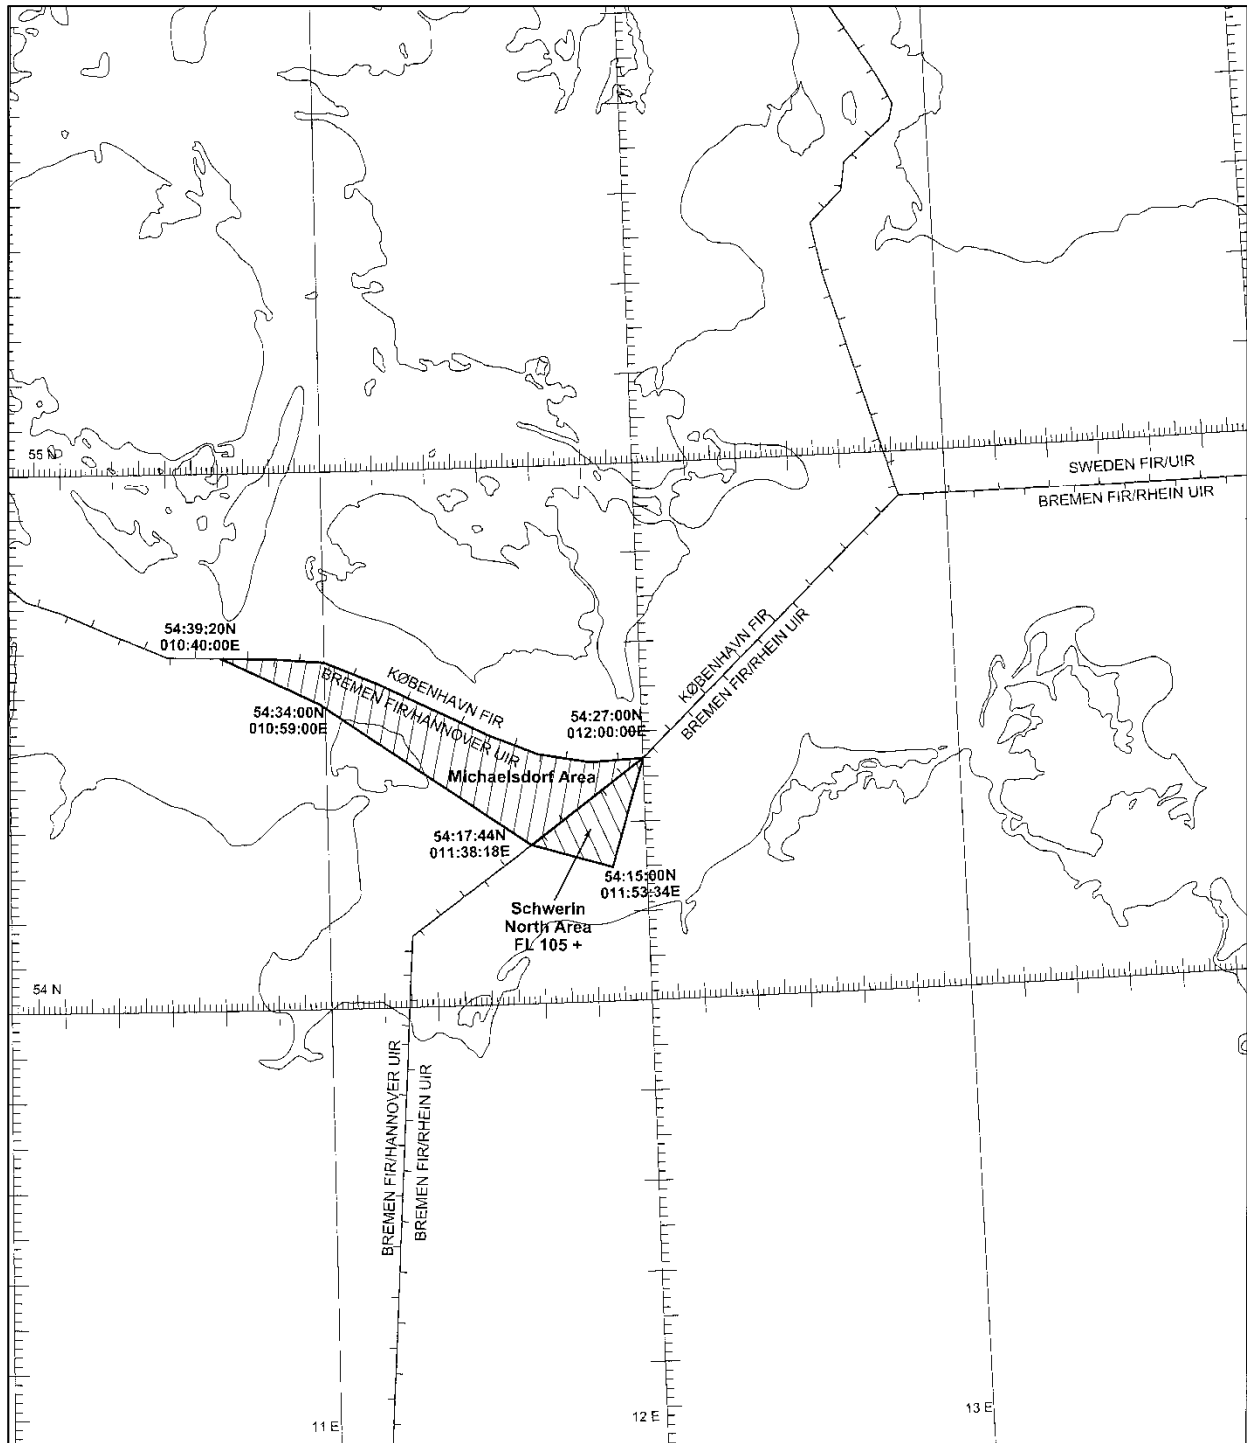 55 N
SWEDEN FIR/UIR
BREMEN FIR/RHEIN UIR
54:39:20N
010:40:00E
KØBENHAVN FIR
BREMEN FIR/RHEIN UIR
KØBENHAVN FIR
BREMEN FIR/HANNOVER UIR
54:34:00N
010:59:00E
54:27:00N
012:00:00E
Michaelsdorf Area
54:17:44N
011:38:18E
54:15:00N
011:53:34E
Schwerin
North Area
FL 105 +
54 N
BREMEN FIR/HANNOVER UIR
BREMEN FIR/RHEIN UIR
11 E
12 E
13 E